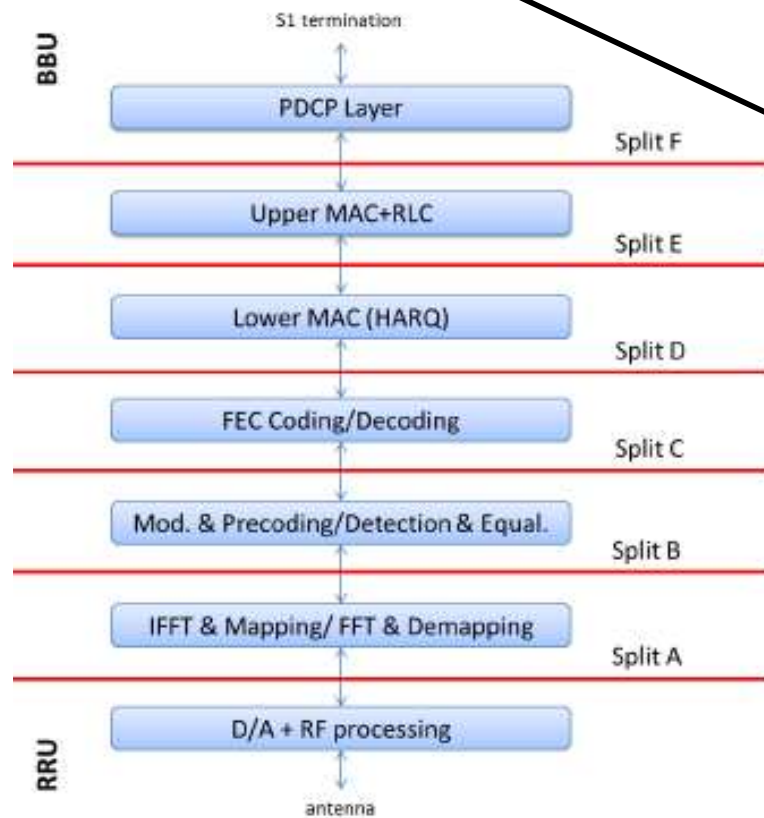 S1 termination
BBU
PDCP Layer
Split F
Upper MAC+RLC
Split E
Lower MAC (HARQ)
Split D
FEC Coding/Decoding
Split C
Mod. & Precoding/Detection & Equal.
Split B
IFFT & Mapping/ FFT & Demapping
Split A
D/A + RF processing
RRU
antenna